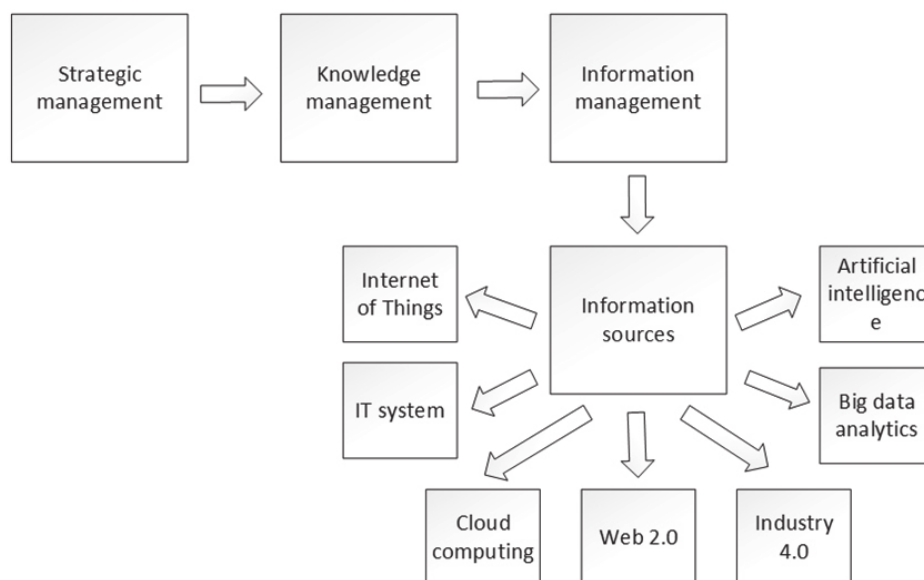 Strategic
management
Knowledge
management
Information
management
Internet
of Things
Information
sources
Artificial
intelligenc
e
IT system
Big data
analytics
Cloud
computing
Web 2.0
Industry
4.0